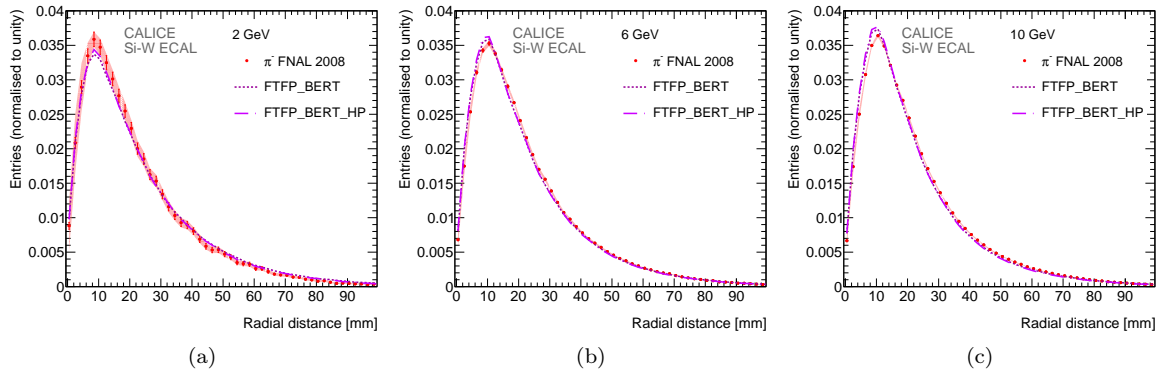 Entries (normalised to unity)
0.04
0.035
0.03
0.025
0.02
0.015
0.01
0.005
0
CALICE
Si-W ECAL
2 GeV
π⁻ FNAL 2008
FTFP_BERT
FTFP_BERT_HP
0 10 20 30 40 50 60 70 80 90
Radial distance [mm]
(a)
Entries (normalised to unity)
0.04
0.035
0.03
0.025
0.02
0.015
0.01
0.005
0
CALICE
Si-W ECAL
6 GeV
π⁻ FNAL 2008
FTFP_BERT
FTFP_BERT_HP
0 10 20 30 40 50 60 70 80 90
Radial distance [mm]
(b)
Entries (normalised to unity)
0.04
0.035
0.03
0.025
0.02
0.015
0.01
0.005
0
CALICE
Si-W ECAL
10 GeV
π⁻ FNAL 2008
FTFP_BERT
FTFP_BERT_HP
0 10 20 30 40 50 60 70 80 90
Radial distance [mm]
(c)